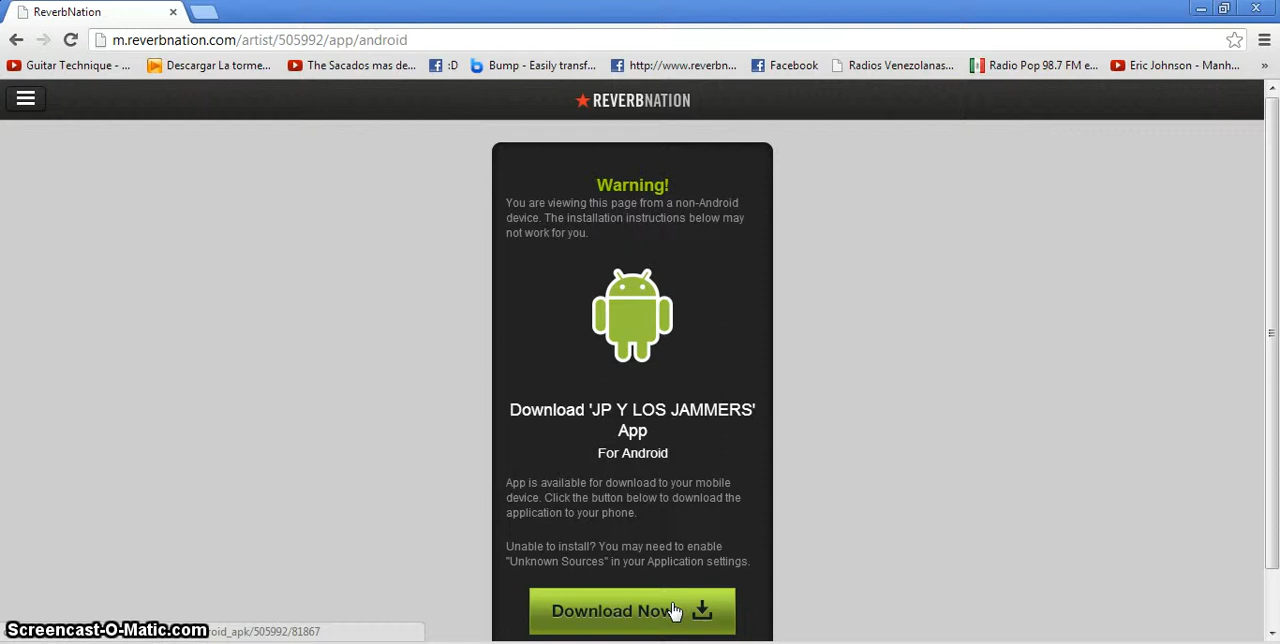 ReverbNation
m.reverbnation.com/artist/505992/app/android
Guitar Technique - ... Descargar La torme... The Sacados mas de... :D Bump - Easily transf... http://www.reverbn... Facebook Radios Venezolanas... Radio Pop 98.7 FM e... Eric Johnson - Manh... »
REVERBNATION
Warning!
You are viewing this page from a non-Android
device. The installation instructions below may
not work for you.
Download 'JP Y LOS JAMMERS'
App
For Android
App is available for download to your mobile
device. Click the button below to download the
application to your phone.
Unable to install? You may need to enable
"Unknown Sources" in your Application settings.
Download Now
Screencast-O-Matic.com
roid_apk/505992/81867